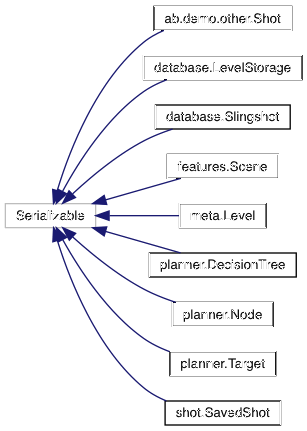 ab.demo.other.Shot
database.LevelStorage
database.Slingshot
features.Scene
Serializable
meta.Level
planner.DecisionTree
planner.Node
planner.Target
shot.SavedShot